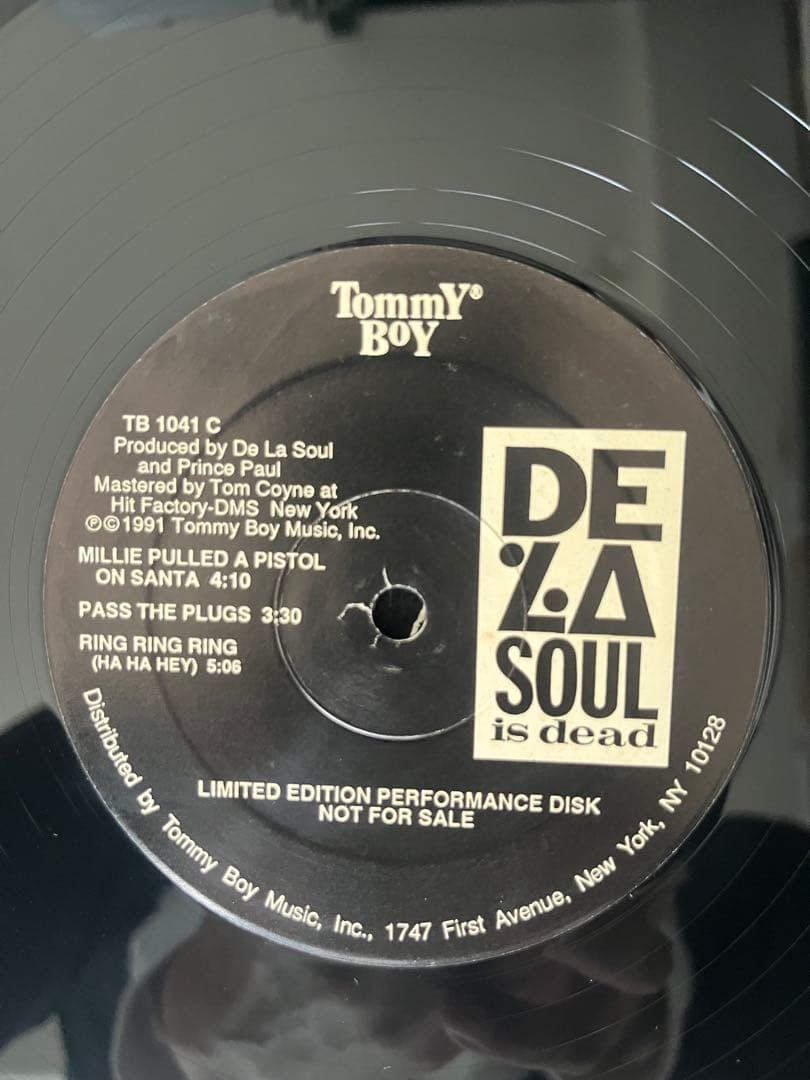 TOMMY®
BOY
TB 1041 C
Produced by De La Soul
and Prince Paul
Mastered by Tom Coyne at
Hit Factory-DMS New York
℗©1991 Tommy Boy Music, Inc.
MILLIE PULLED A PISTOL
ON SANTA 4:10
PASS THE PLUGS 3:30
RING RING RING
(HA HA HEY) 5:06
DE
LA
SOUL
is dead
LIMITED EDITION PERFORMANCE DISK
NOT FOR SALE
Distributed by Tommy Boy Music, Inc., 1747 First Avenue, New York, NY 10128